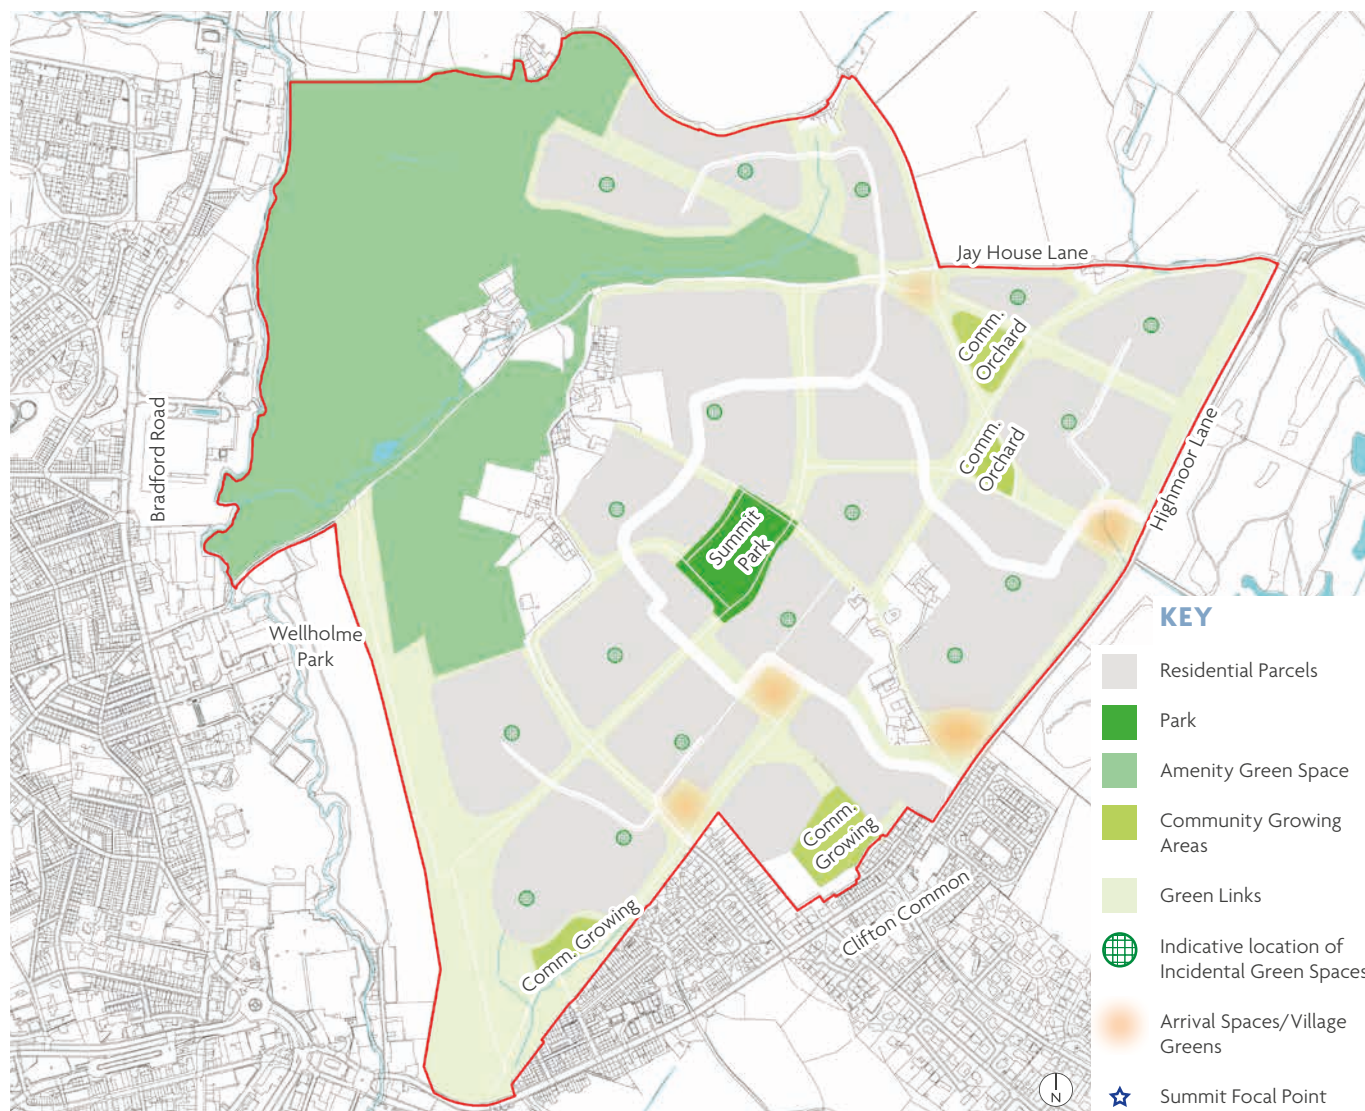 Jay House Lane
Comm.
Orchard
Comm.
Orchard
Bradford Road
Highmoor Lane
Summit
Park
Wellholme
Park
Comm.
Growing
Clifton Common
Comm. Growing
N
KEY
Residential Parcels
Park
Amenity Green Space
Community Growing
Areas
Green Links
Indicative location of
Incidental Green Spaces
Arrival Spaces/Village
Greens
Summit Focal Point